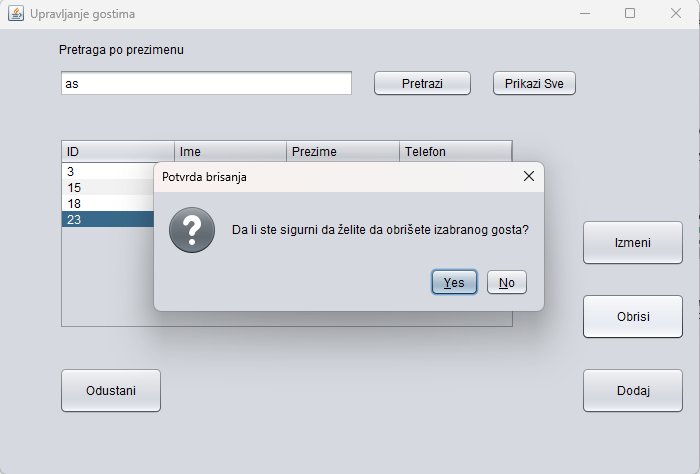 Upravljanje gostima
Pretraga po prezimenu
as
Pretrazi
Prikazi Sve
ID Ime Prezime Telefon
3
15
18
23
Potvrda brisanja
Da li ste sigurni da želite da obrišete izabranog gosta?
Yes
No
Izmeni
Obrisi
Odustani
Dodaj